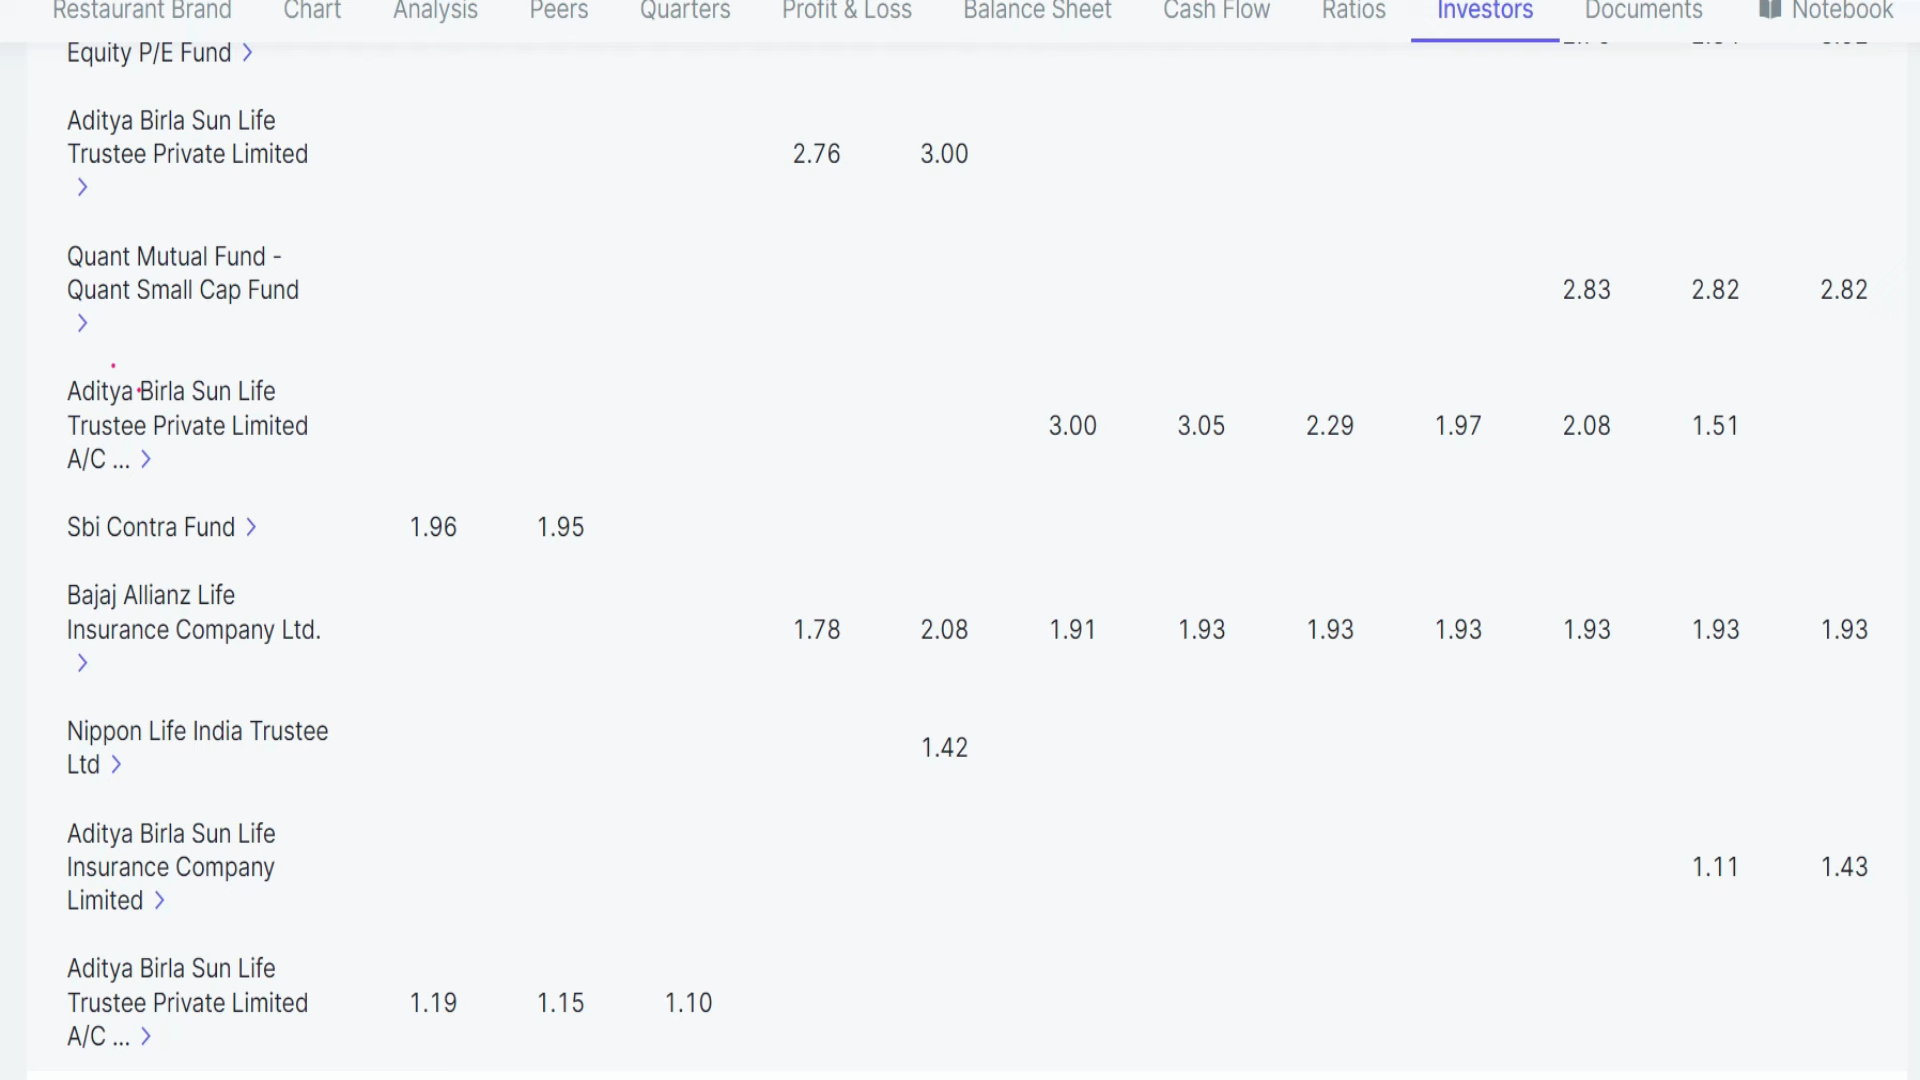 Restaurant Brand Chart Analysis Peers Quarters Profit & Loss Balance Sheet Cash Flow Ratios Investors Documents Notebook
Equity P/E Fund
Aditya Birla Sun Life
Trustee Private Limited 2.76 3.00
Quant Mutual Fund -
Quant Small Cap Fund 2.83 2.82 2.82
Aditya Birla Sun Life
Trustee Private Limited 3.00 3.05 2.29 1.97 2.08 1.51
A/C ...
Sbi Contra Fund 1.96 1.95
Bajaj Allianz Life
Insurance Company Ltd. 1.78 2.08 1.91 1.93 1.93 1.93 1.93 1.93 1.93
Nippon Life India Trustee
Ltd 1.42
Aditya Birla Sun Life
Insurance Company 1.11 1.43
Limited
Aditya Birla Sun Life
Trustee Private Limited 1.19 1.15 1.10
A/C ...